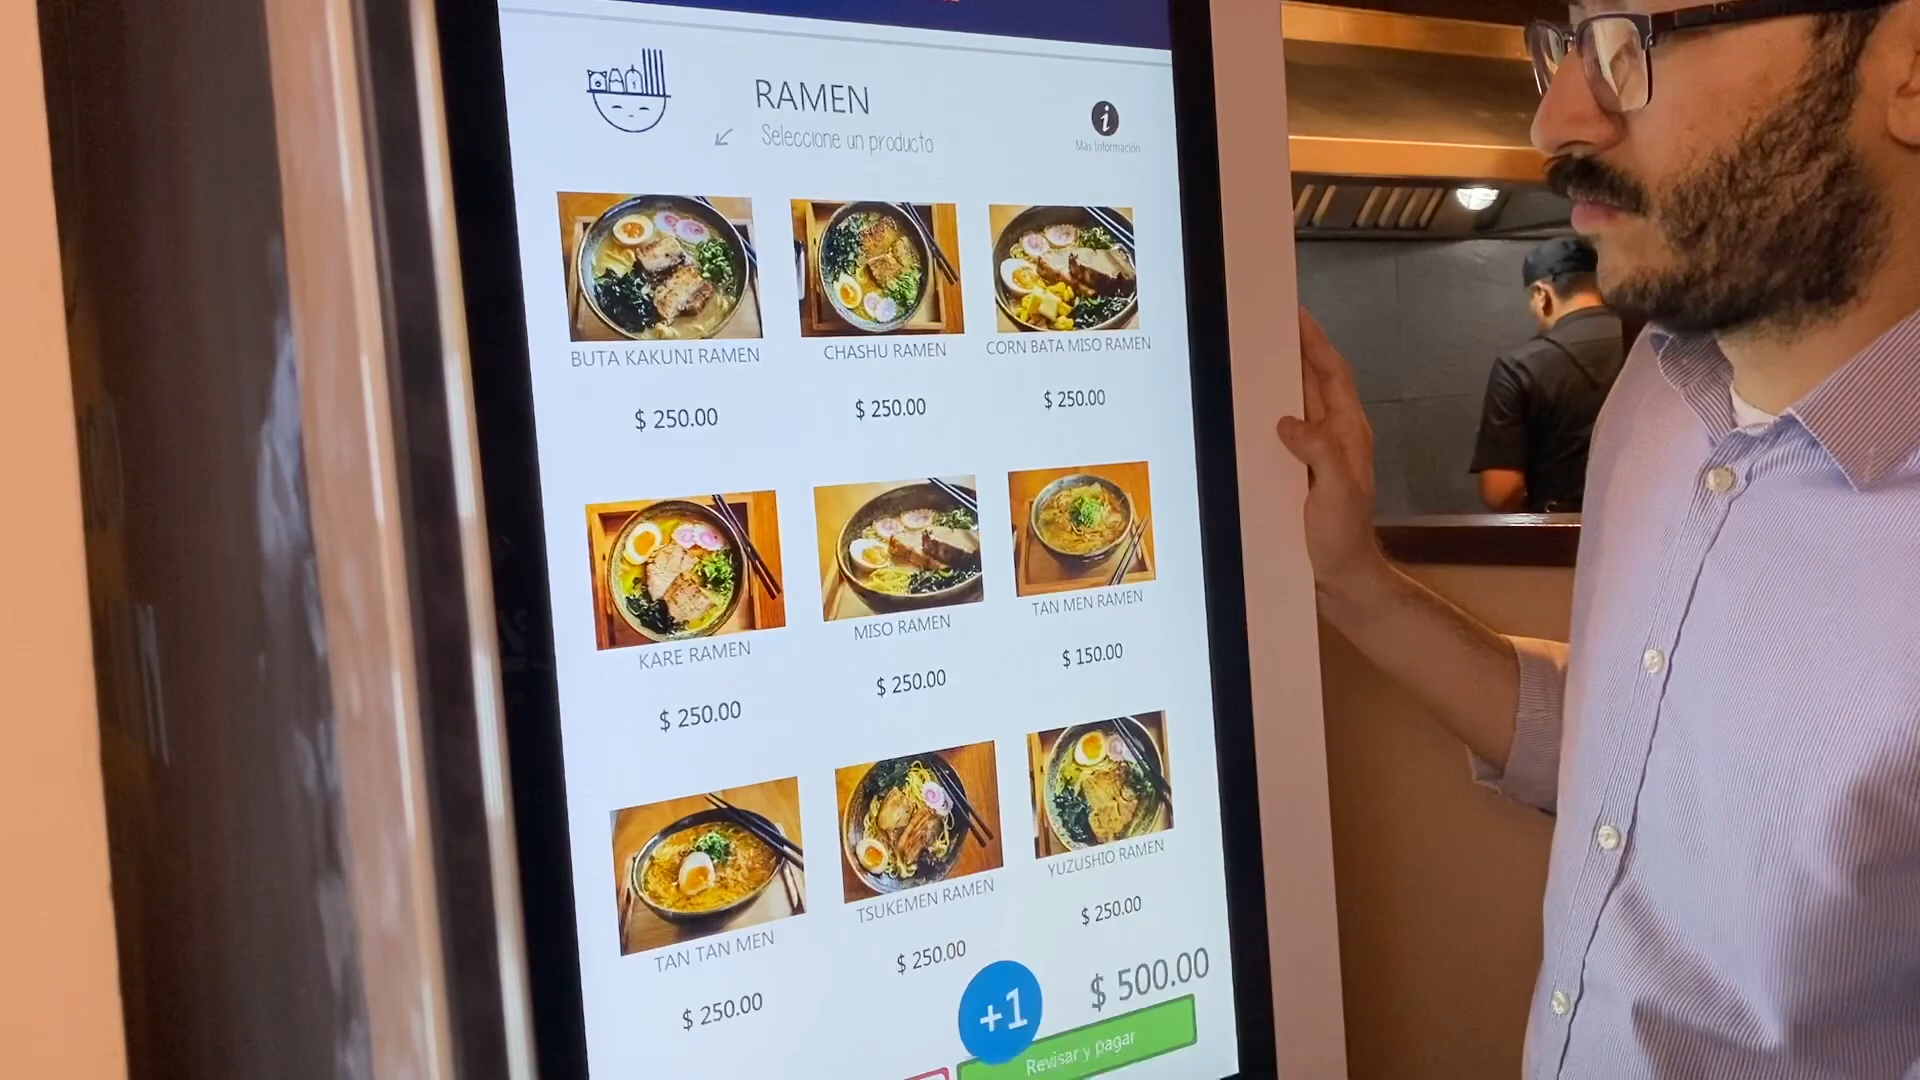 RAMEN
Seleccione un producto
i
Más Información
BUTA KAKUNI RAMEN
CHASHU RAMEN
CORN BATA MISO RAMEN
$ 250.00
$ 250.00
$ 250.00
KARE RAMEN
MISO RAMEN
TAN MEN RAMEN
$ 250.00
$ 250.00
$ 150.00
TAN TAN MEN
TSUKEMEN RAMEN
YUZUSHIO RAMEN
$ 250.00
$ 250.00
$ 250.00
+1
$ 500.00
Revisar y pagar